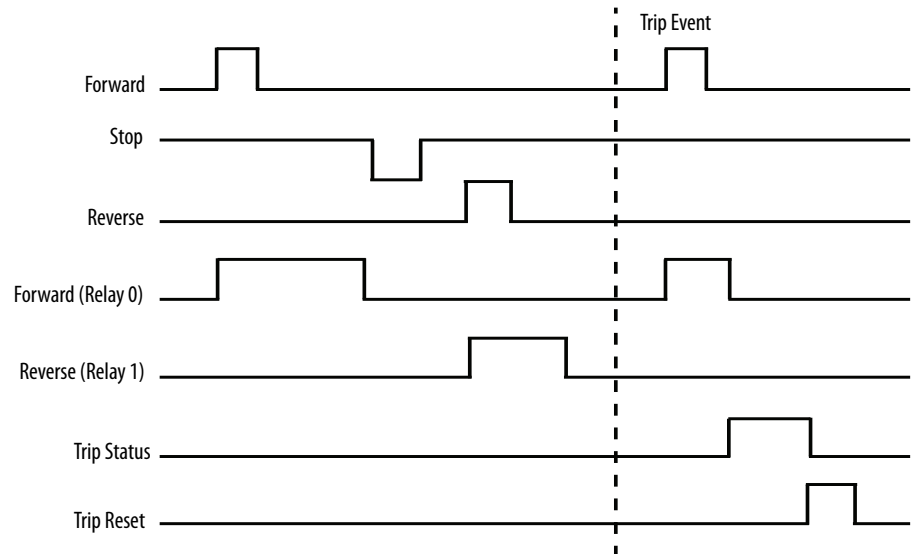 Trip Event
Forward
Stop
Reverse
Forward (Relay 0)
Reverse (Relay 1)
Trip Status
Trip Reset